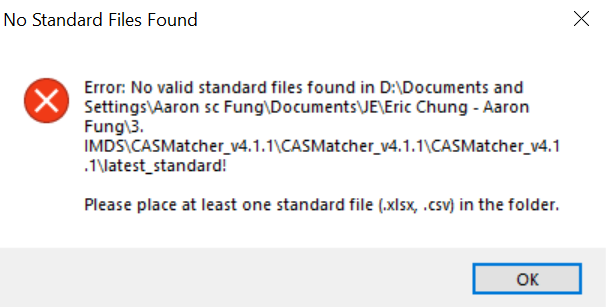 No Standard Files Found
Error: No valid standard files found in D:\Documents and
Settings\Aaron sc Fung\Documents\JE\Eric Chung - Aaron
Fung\3.
IMDS\CASMatcher_v4.1.1\CASMatcher_v4.1.1\CASMatcher_v4.1
.1\latest_standard!
Please place at least one standard file (.xlsx, .csv) in the folder.
OK